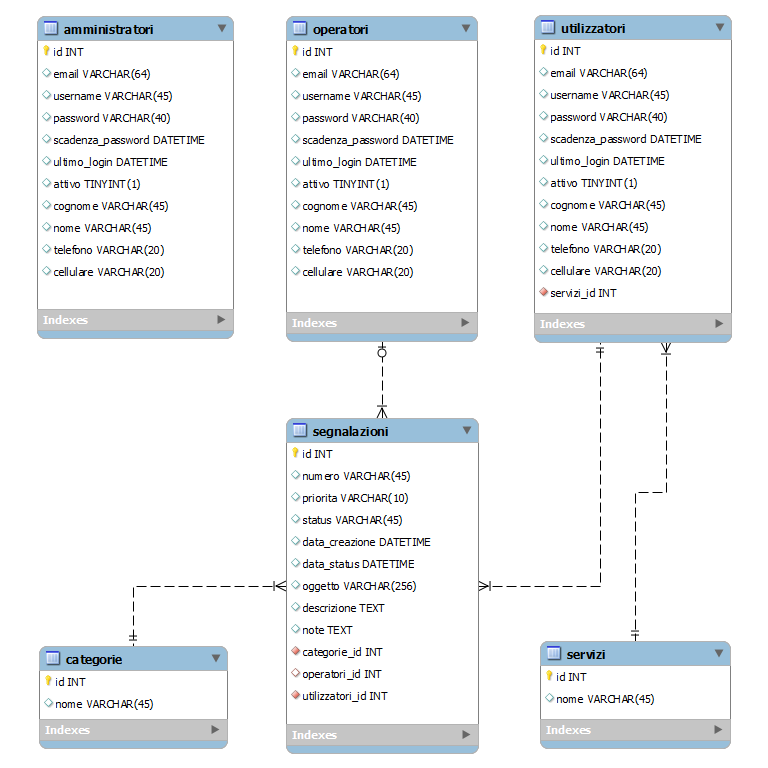 amministratori
id INT
email VARCHAR(64)
username VARCHAR(45)
password VARCHAR(40)
scadenza_password DATETIME
ultimo_login DATETIME
attivo TINYINT(1)
cognome VARCHAR(45)
nome VARCHAR(45)
telefono VARCHAR(20)
cellulare VARCHAR(20)
Indexes
operatori
id INT
email VARCHAR(64)
username VARCHAR(45)
password VARCHAR(40)
scadenza_password DATETIME
ultimo_login DATETIME
attivo TINYINT(1)
cognome VARCHAR(45)
nome VARCHAR(45)
telefono VARCHAR(20)
cellulare VARCHAR(20)
Indexes
utilizzatori
id INT
email VARCHAR(64)
username VARCHAR(45)
password VARCHAR(40)
scadenza_password DATETIME
ultimo_login DATETIME
attivo TINYINT(1)
cognome VARCHAR(45)
nome VARCHAR(45)
telefono VARCHAR(20)
cellulare VARCHAR(20)
servizi_id INT
Indexes
segnalazioni
id INT
numero VARCHAR(45)
priorita VARCHAR(10)
status VARCHAR(45)
data_creazione DATETIME
data_status DATETIME
oggetto VARCHAR(256)
descrizione TEXT
note TEXT
categorie_id INT
operatori_id INT
utilizzatori_id INT
Indexes
categorie
id INT
nome VARCHAR(45)
Indexes
servizi
id INT
nome VARCHAR(45)
Indexes